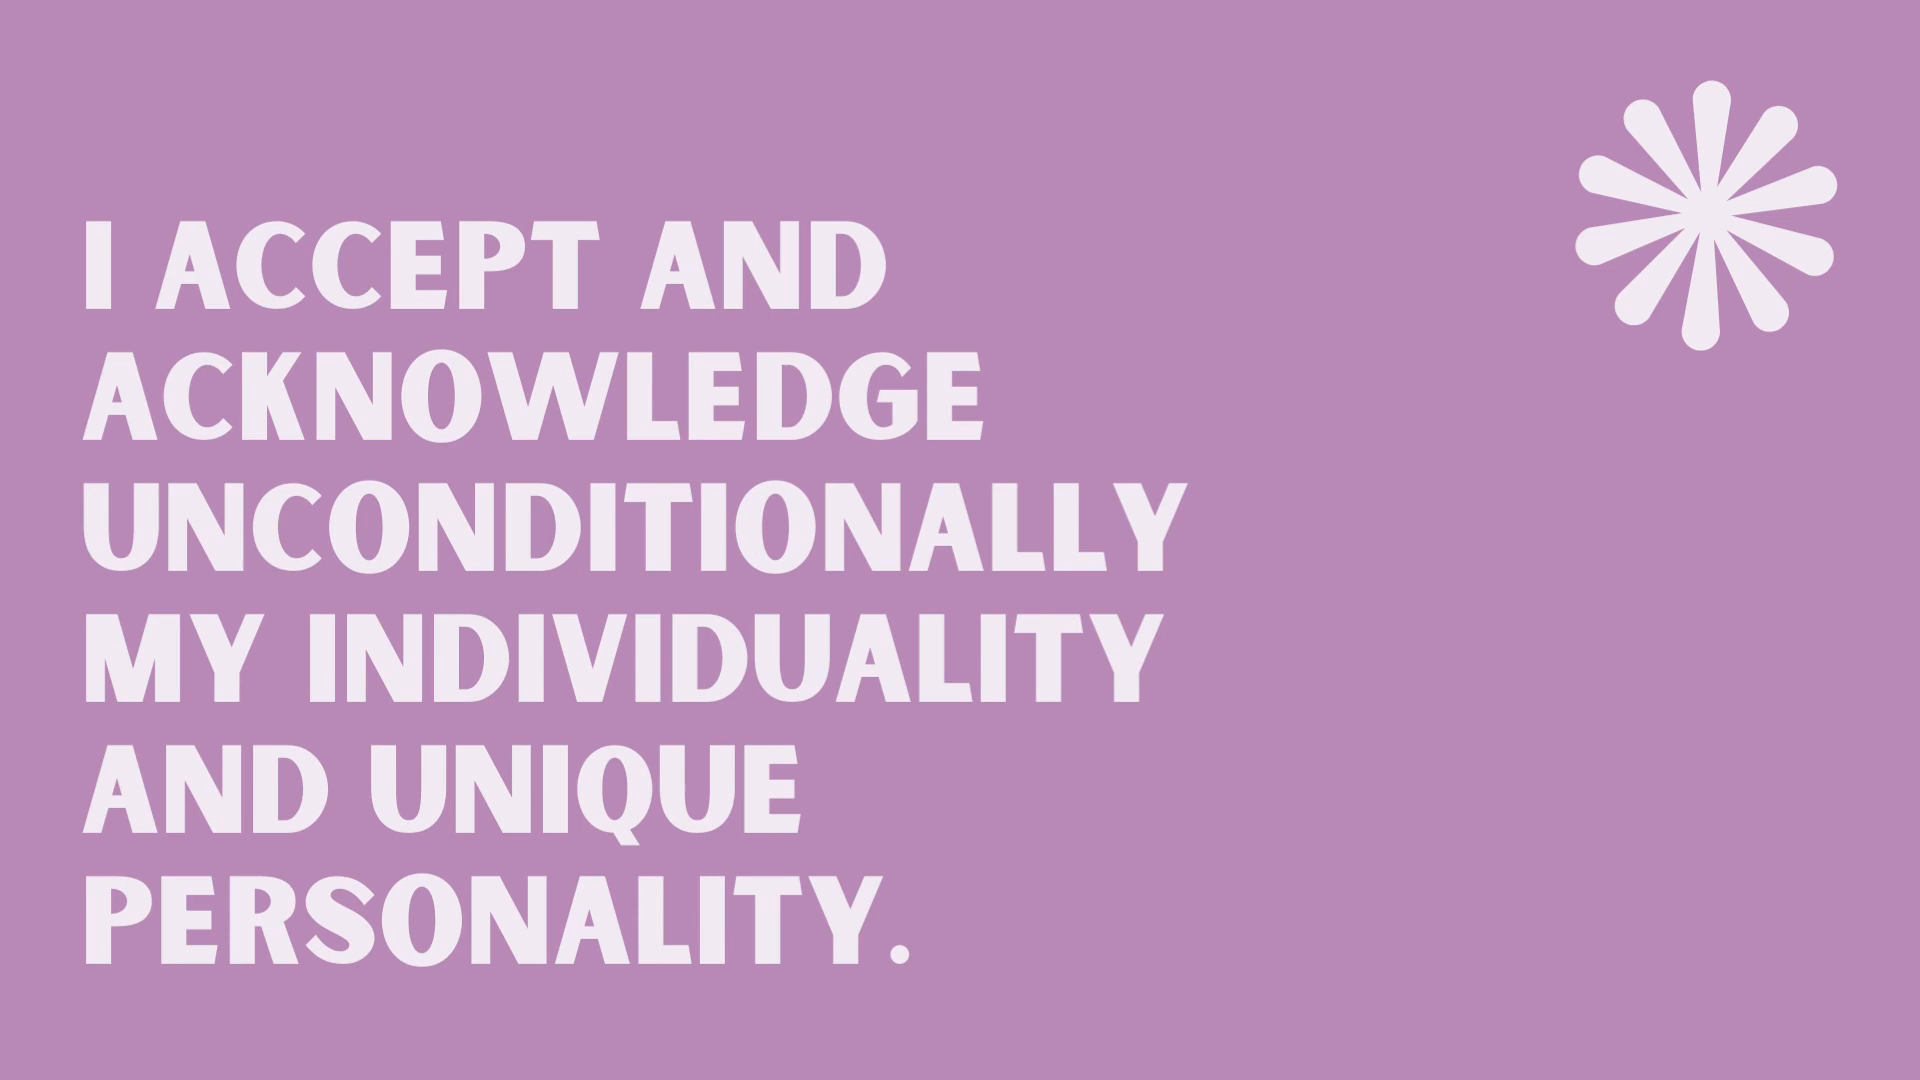 I ACCEPT AND
ACKNOWLEDGE
UNCONDITIONALLY
MY INDIVIDUALITY
AND UNIQUE
PERSONALITY.